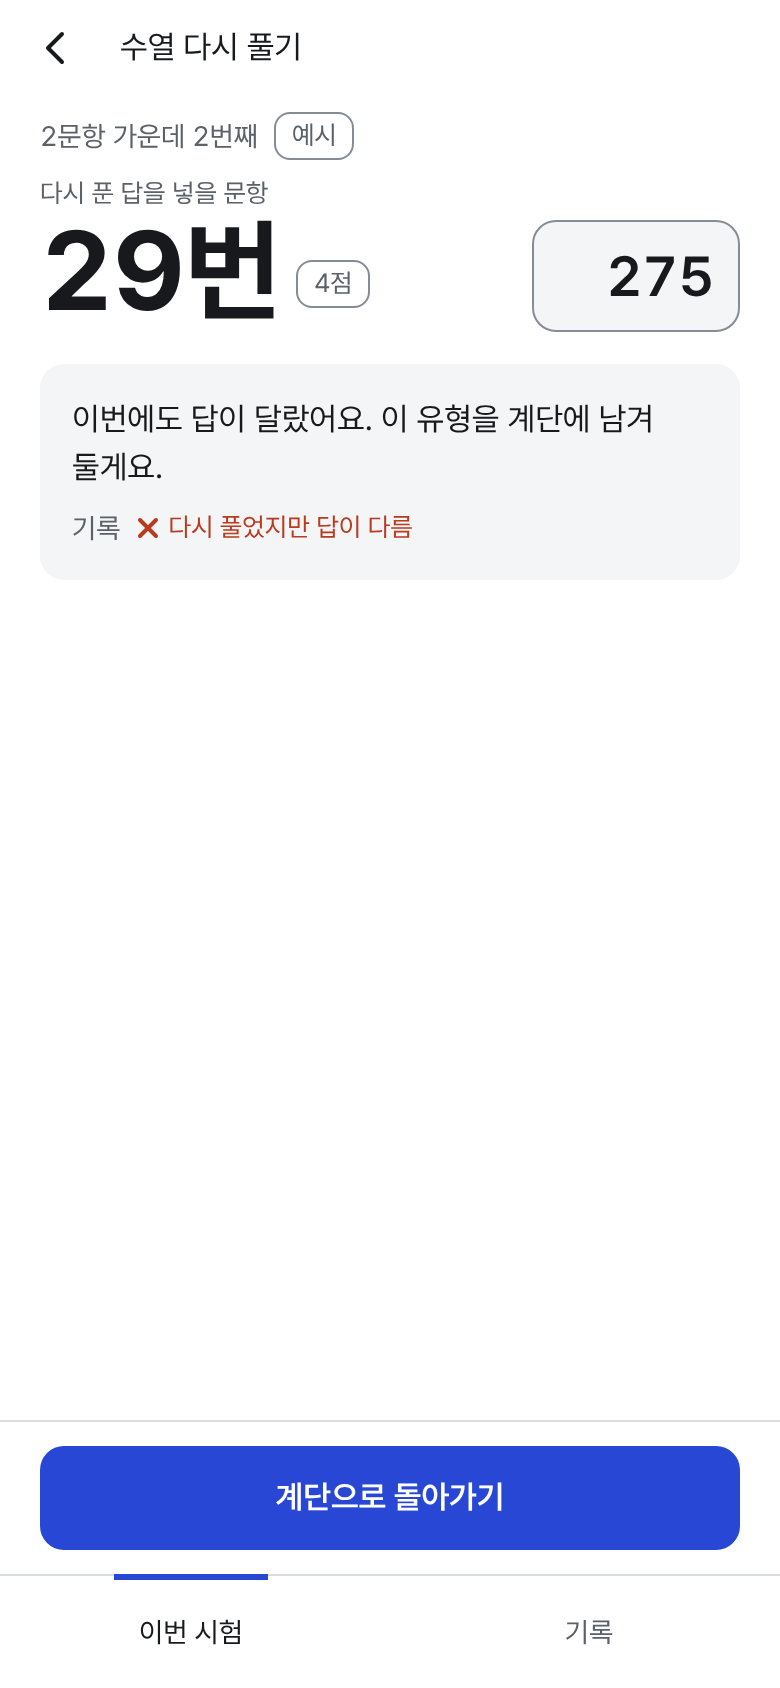 수열 다시 풀기
2문항 가운데 2번째 예시
다시 푼 답을 넣을 문항
29번 4점 275
이번에도 답이 달랐어요. 이 유형을 계단에 남겨
둘게요.
기록 다시 풀었지만 답이 다름
계단으로 돌아가기
이번 시험 기록